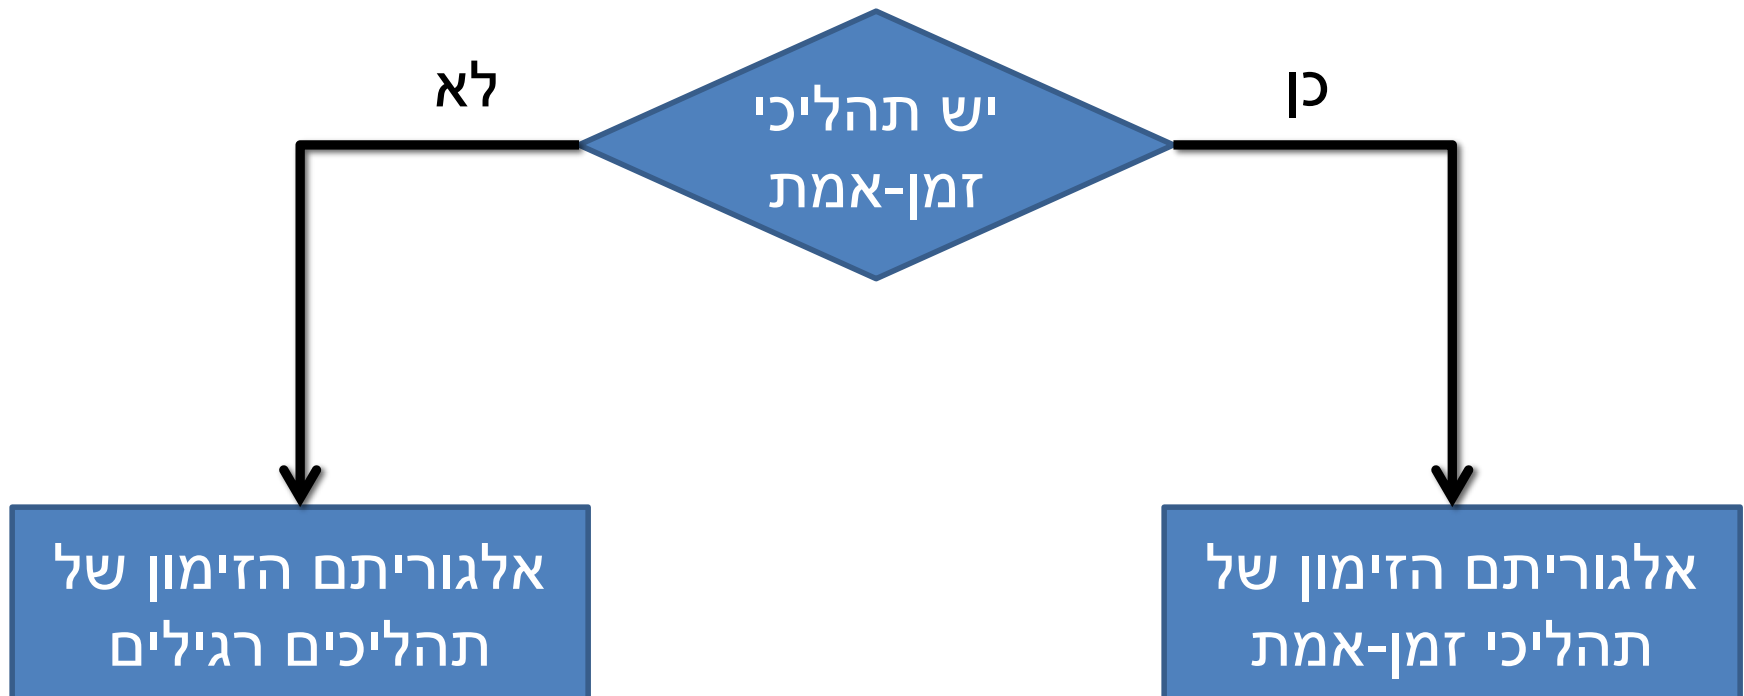 יש תהליכי
זמן-אמת
כן
לא
אלגוריתם הזימון של
תהליכי זמן-אמת
אלגוריתם הזימון של
תהליכים רגילים